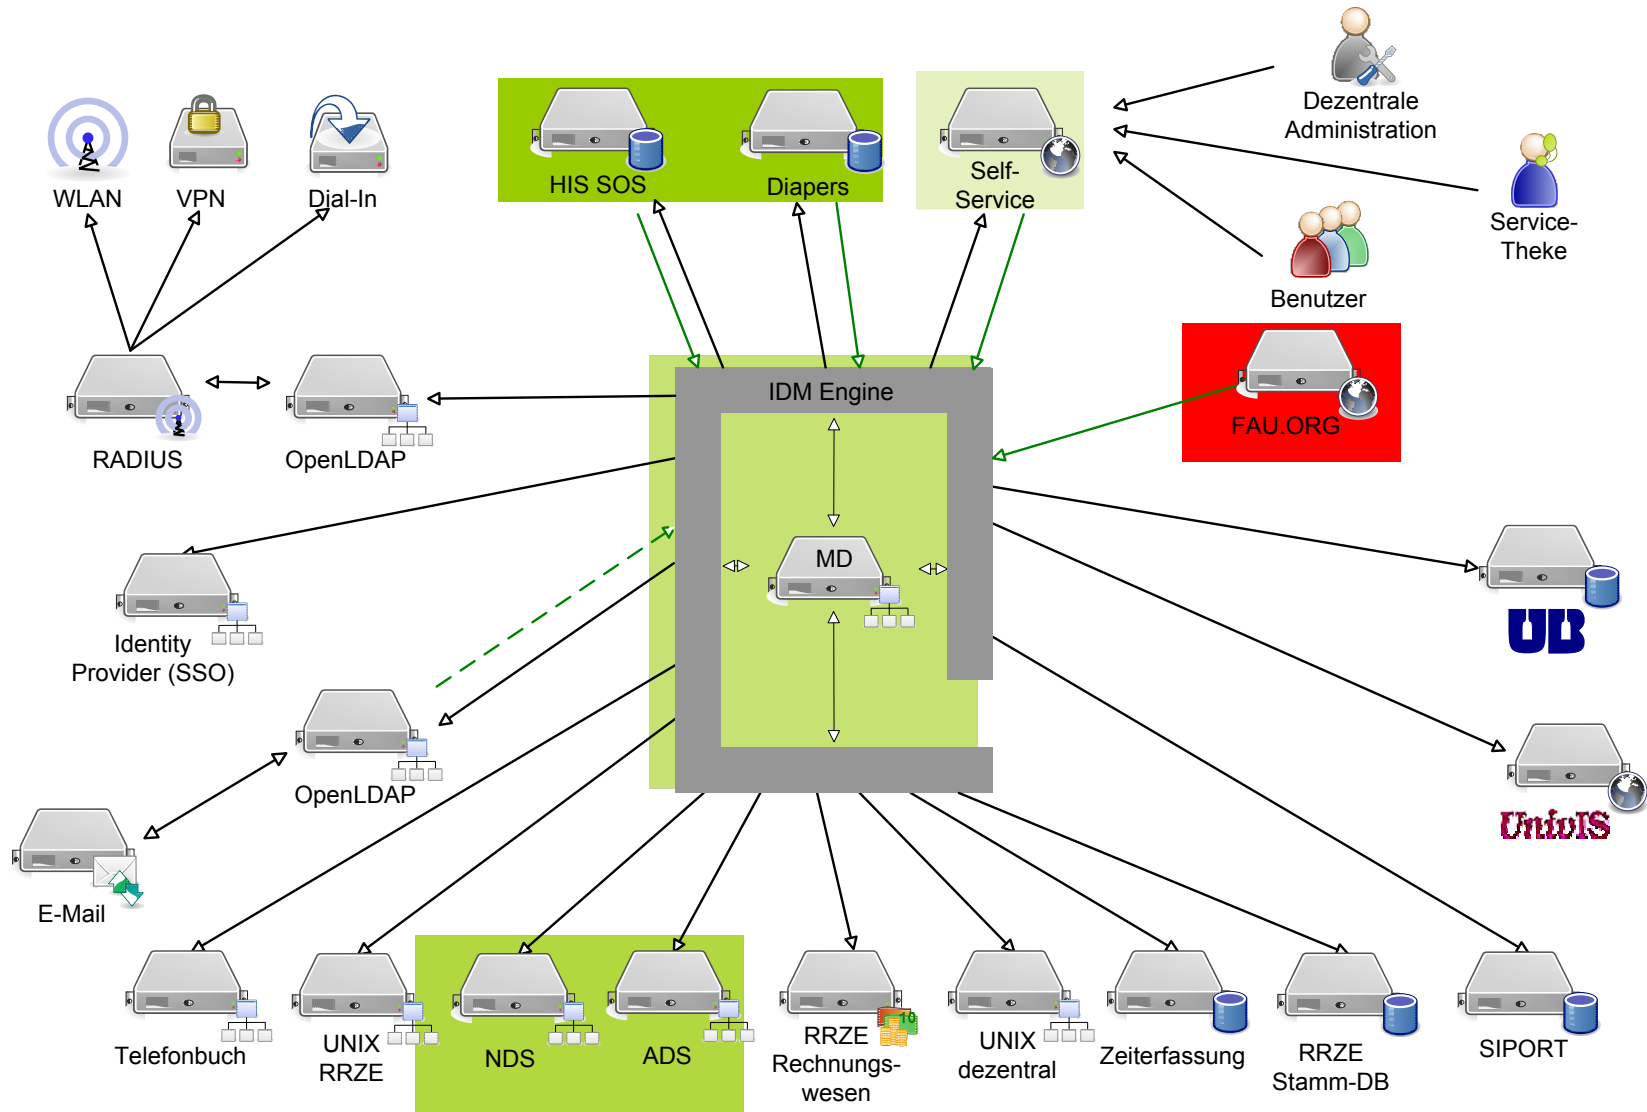 Dezentrale
Administration
WLAN
VPN
Dial-In
HIS SOS
Diapers
Self-
Service
Service-
Theke
Benutzer
IDM Engine
FAU.ORG
RADIUS
OpenLDAP
MD
Identity
Provider (SSO)
UB
OpenLDAP
UnivIS
E-Mail
Telefonbuch
UNIX
RRZE
NDS
ADS
10
RRZE
Rechnungs-
wesen
UNIX
dezentral
Zeiterfassung
RRZE
Stamm-DB
SIPORT